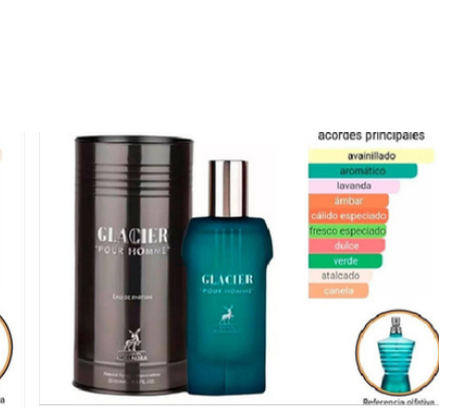 acordes principales
avainillado
aromático
lavanda
ámbar
cálido especiado
fresco especiado
dulce
verde
atalcado
canela
GLACIER
"POUR HOMME"
EAU DE PARFUM
GLACIER
"POUR HOMME"
Referencia olfativa